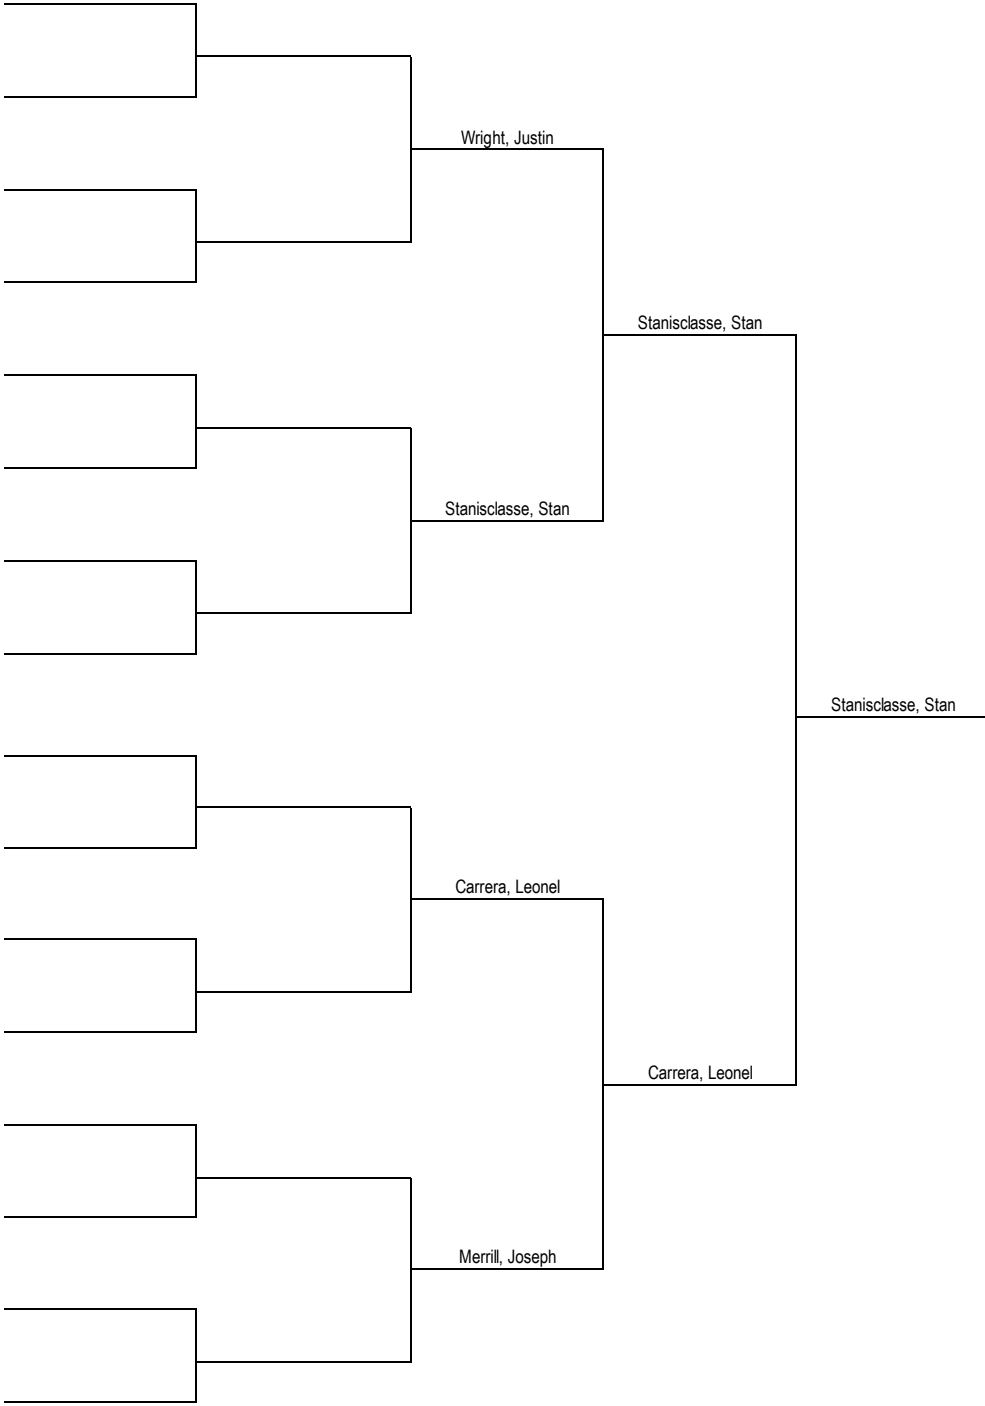 Wright, Justin
Stanisclasse, Stan
Stanisclasse, Stan
Stanisclasse, Stan
Carrera, Leonel
Carrera, Leonel
Merrill, Joseph